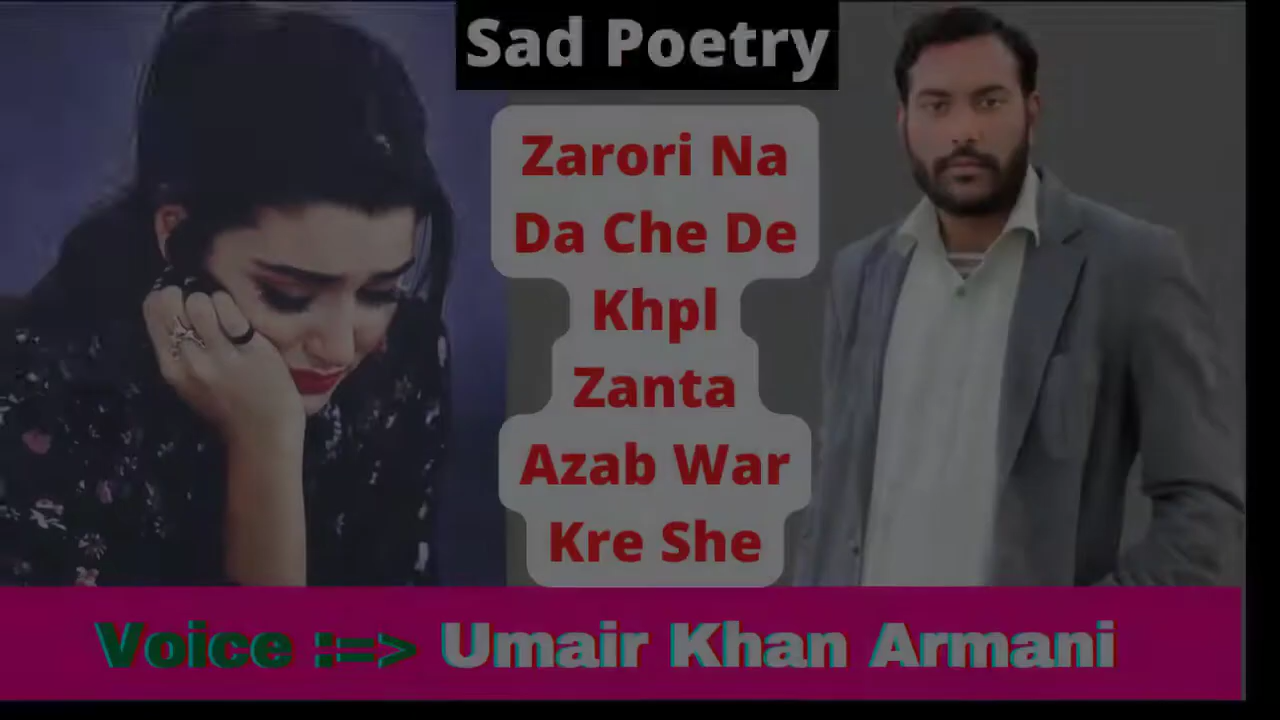 Sad Poetry
Zarori Na
Da Che De
Khpl
Zanta
Azab War
Kre She
Voice :=> Umair Khan Armani